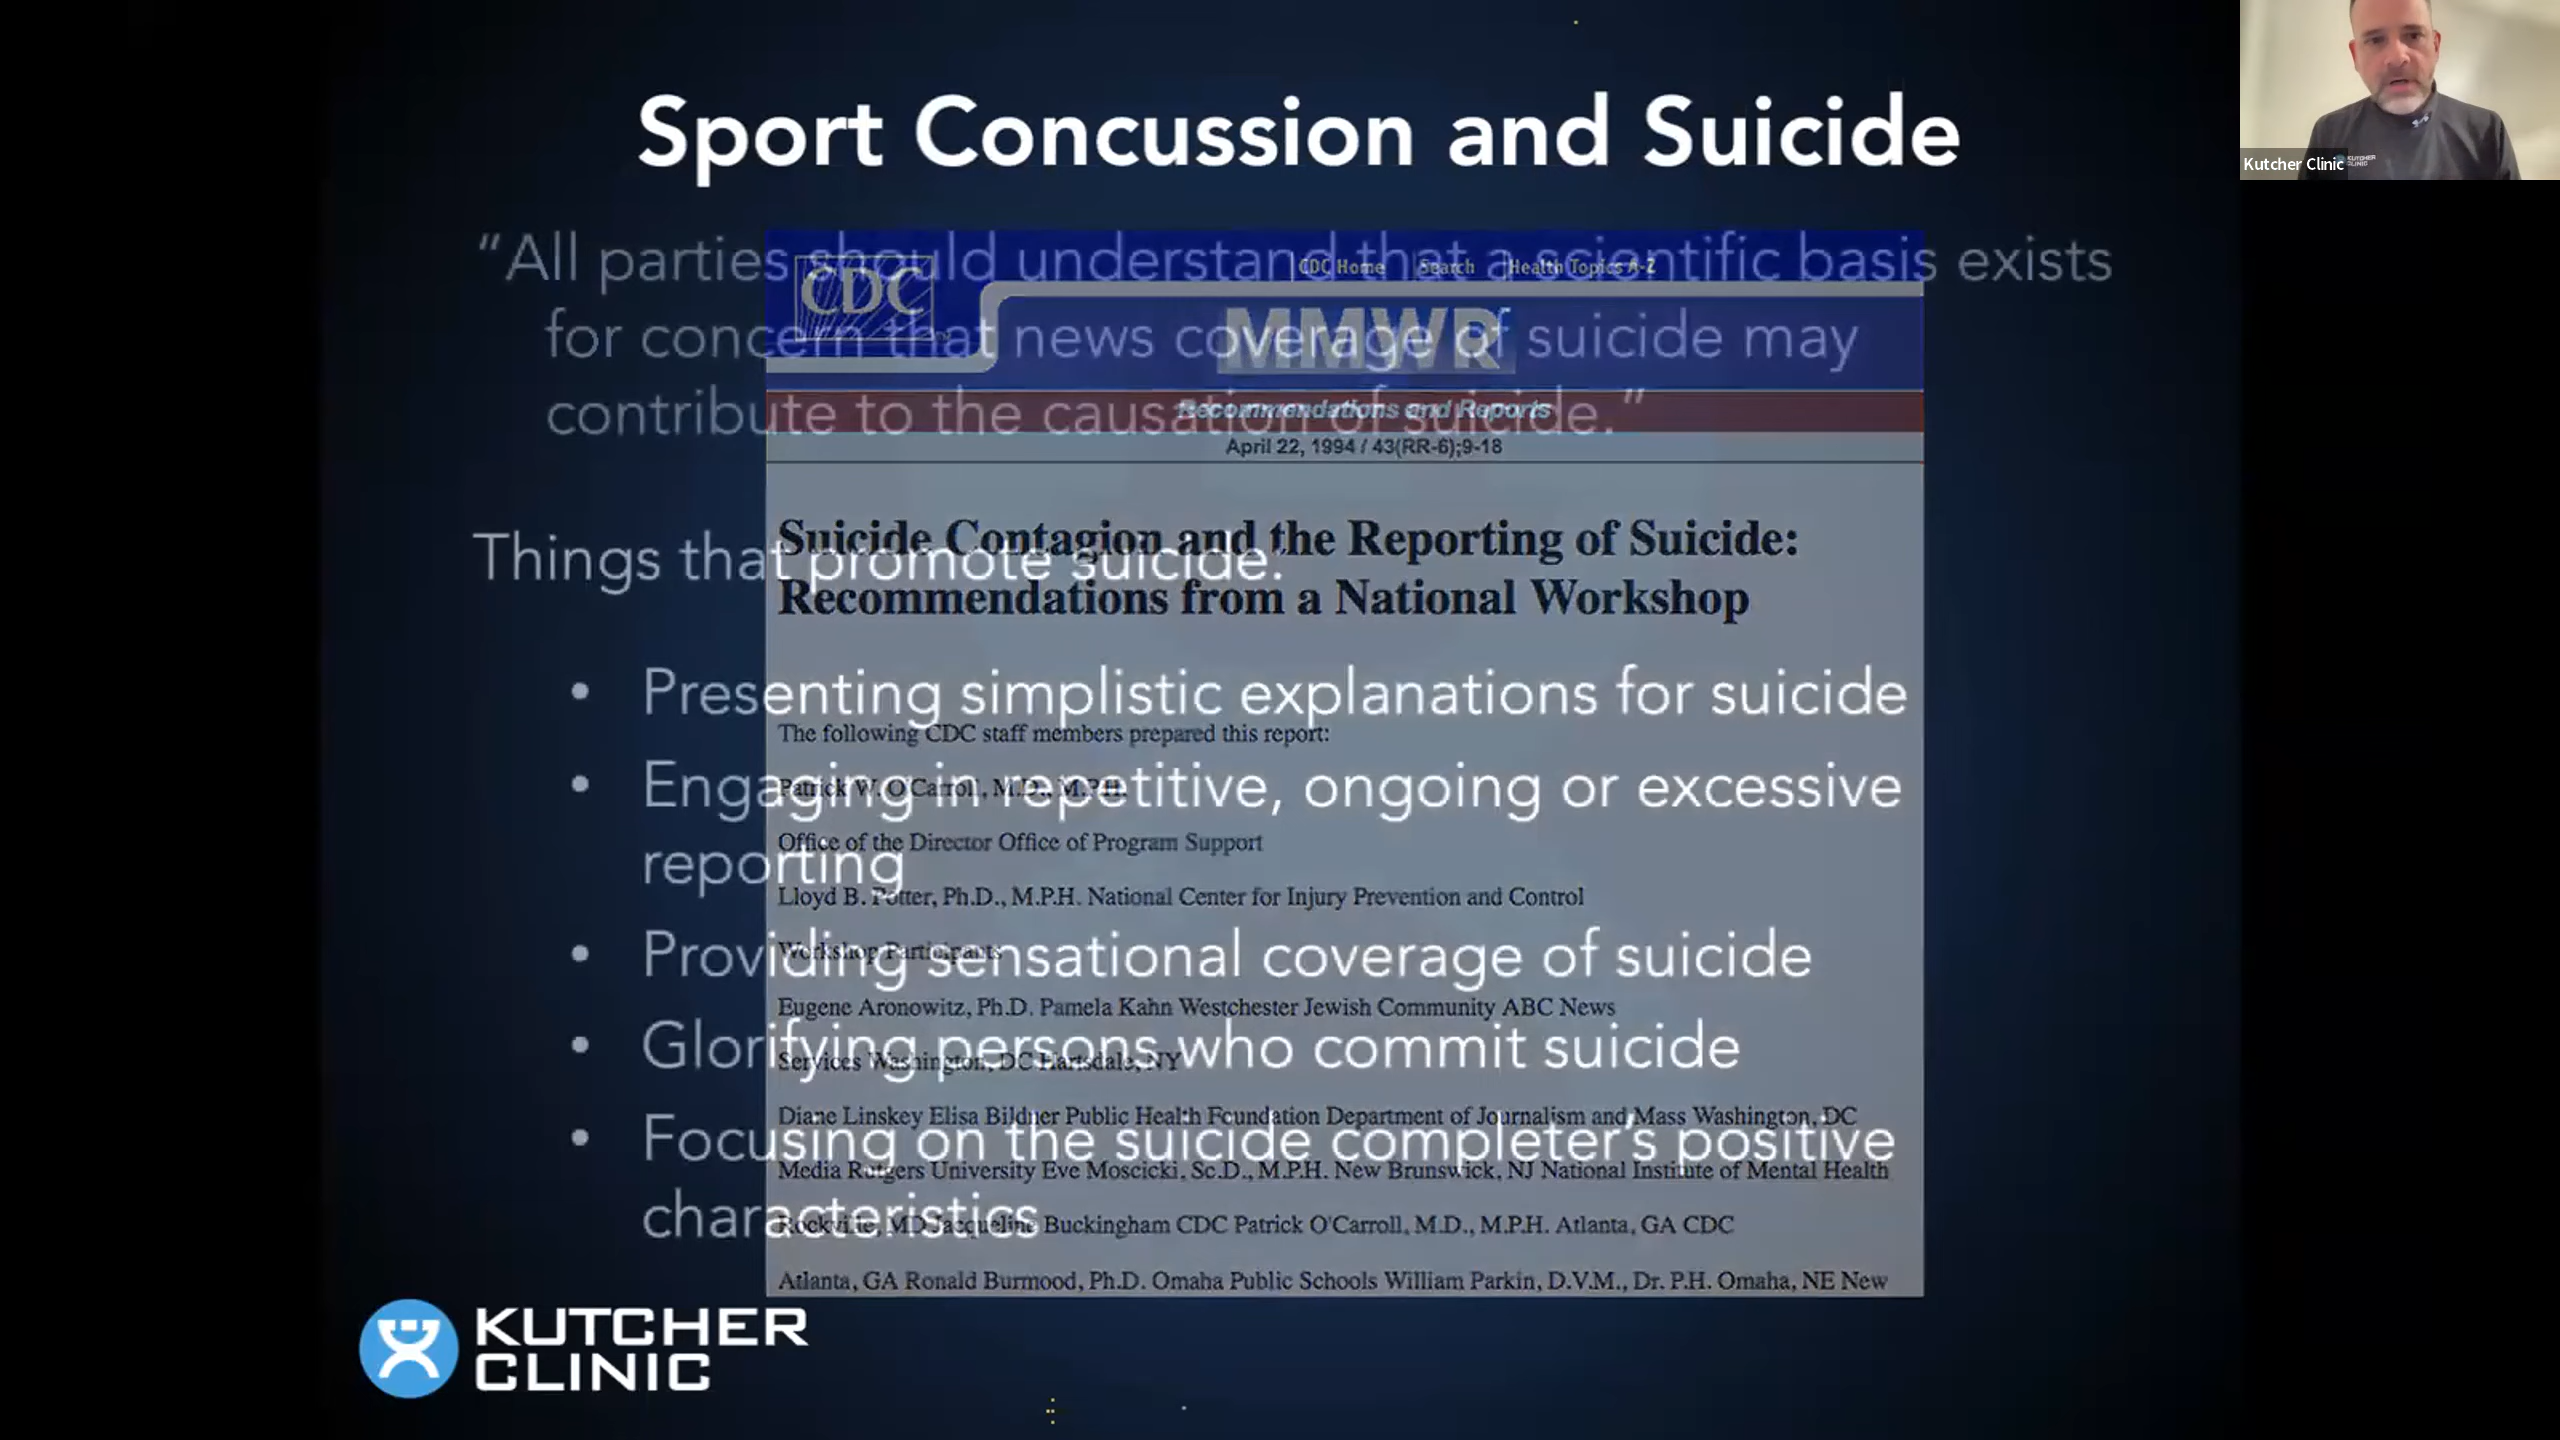 Sport Concussion and Suicide
“All parties should understand that a scientific basis exists
for concern that news coverage of suicide may
contribute to the causation of suicide.”
Things that promote suicide:
• Presenting simplistic explanations for suicide
• Engaging in repetitive, ongoing or excessive
reporting
• Providing sensational coverage of suicide
• Glorifying persons who commit suicide
• Focusing on the suicide completer’s positive
characteristics
CDC
CDC Home Search Health Topics A-Z
MMWR
Recommendations and Reports
April 22, 1994 / 43(RR-6);9-18
Suicide Contagion and the Reporting of Suicide:
Recommendations from a National Workshop
The following CDC staff members prepared this report:
Patrick W. O'Carroll, M.D., M.P.H.
Office of the Director Office of Program Support
Lloyd B. Potter, Ph.D., M.P.H. National Center for Injury Prevention and Control
Workshop Participants
Eugene Aronowitz, Ph.D. Pamela Kahn Westchester Jewish Community ABC News
Services Washington, DC Hartsdale, NY
Diane Linskey Elisa Bildner Public Health Foundation Department of Journalism and Mass Washington, DC
Media Rutgers University Eve Moscicki, Sc.D., M.P.H. New Brunswick, NJ National Institute of Mental Health
Rockville, MD Jacqueline Buckingham CDC Patrick O'Carroll, M.D., M.P.H. Atlanta, GA CDC
Atlanta, GA Ronald Burmood, Ph.D. Omaha Public Schools William Parkin, D.V.M., Dr. P.H. Omaha, NE New
KUTCHER
CLINIC
Kutcher Clinic
KUTCHER
CLINIC